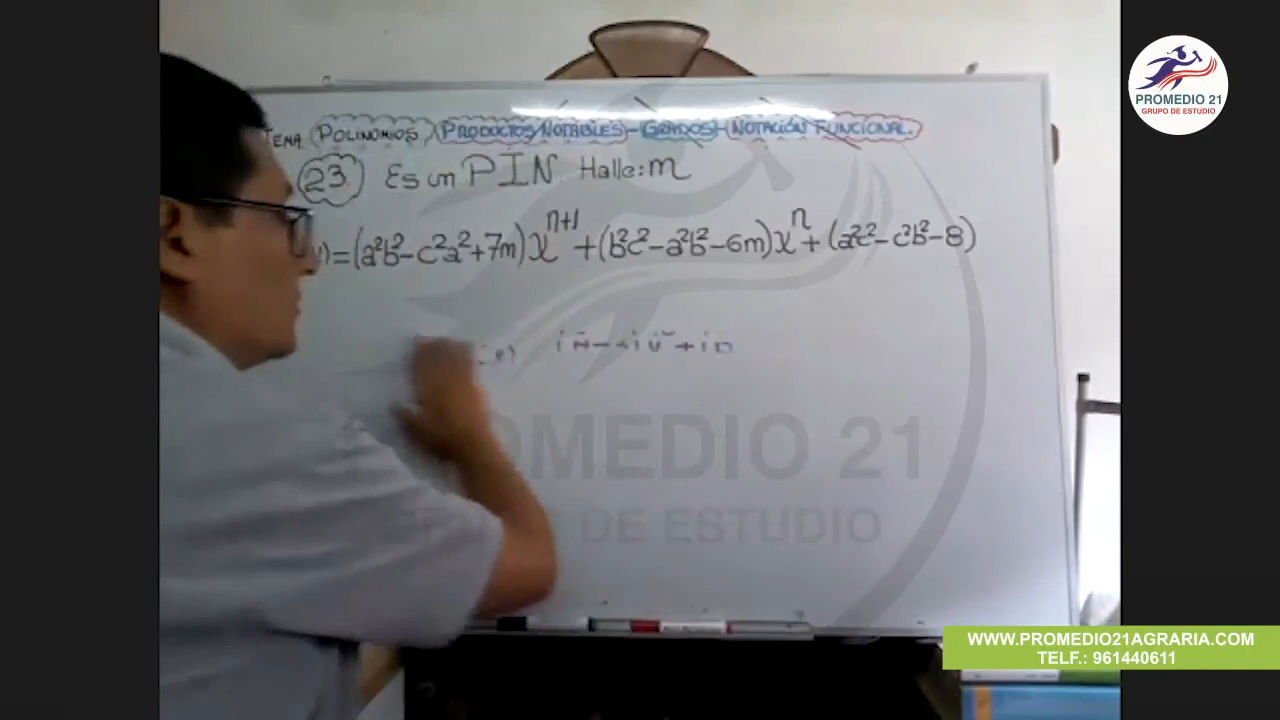 PROMEDIO 21
GRUPO DE ESTUDIO
TEMA: POLINOMIOS, PRODUCTOS NOTABLES - GRADOS - NOTACIÓN FUNCIONAL.
23. Es un PIN. Halle: m
)=(a²b²-c²a²+7m)x^{n+1}+(b²c²-a²b²-6m)x^n+(a²c²-c²b²-8)
OMEDIO 21
DE ESTUDIO
WWW.PROMEDIO21AGRARIA.COM
TELF.: 961440611